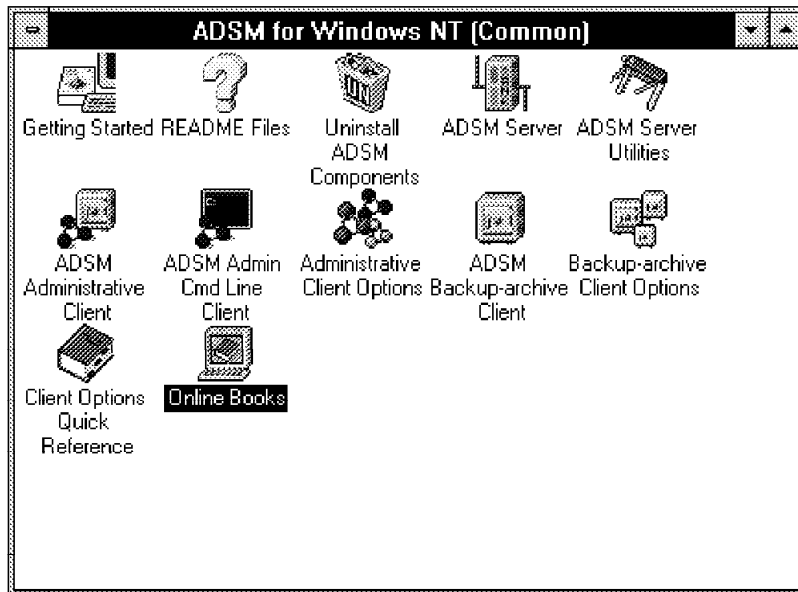 ADSM for Windows NT (Common)
Getting Started README Files Uninstall ADSM Server ADSM Server
ADSM Utilities
Components
ADSM ADSM Admin Administrative ADSM Backup-archive
Administrative Cmd Line Client Options Backup-archive Client Options
Client Client Client
Client Options Online Books
Quick
Reference